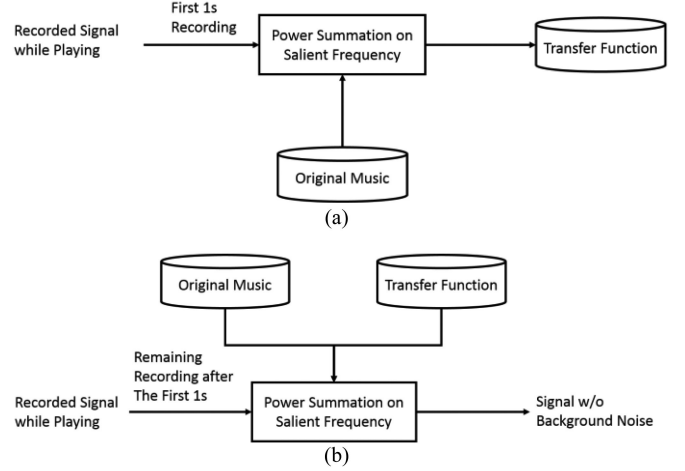 First 1s
Recording
Recorded Signal
while Playing
Power Summation on
Salient Frequency
Transfer Function
Original Music
(a)
Original Music
Transfer Function
Remaining
Recording after
The First 1s
Recorded Signal
while Playing
Power Summation on
Salient Frequency
Signal w/o
Background Noise
(b)